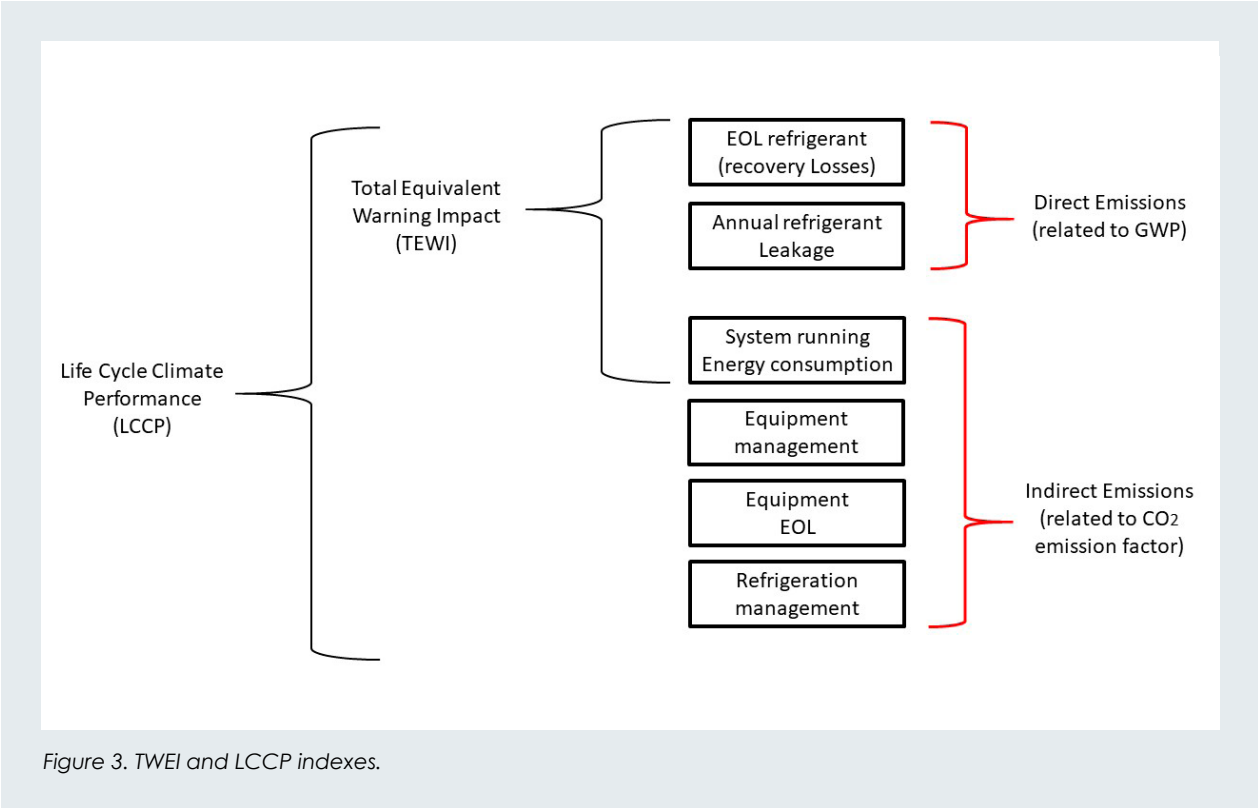 Life Cycle Climate
Performance
(LCCP)
Total Equivalent
Warning Impact
(TEWI)
EOL refrigerant
(recovery Losses)
Annual refrigerant
Leakage
System running
Energy consumption
Equipment
management
Equipment
EOL
Refrigeration
management
Direct Emissions
(related to GWP)
Indirect Emissions
(related to CO2
emission factor)
Figure 3. TWEI and LCCP indexes.